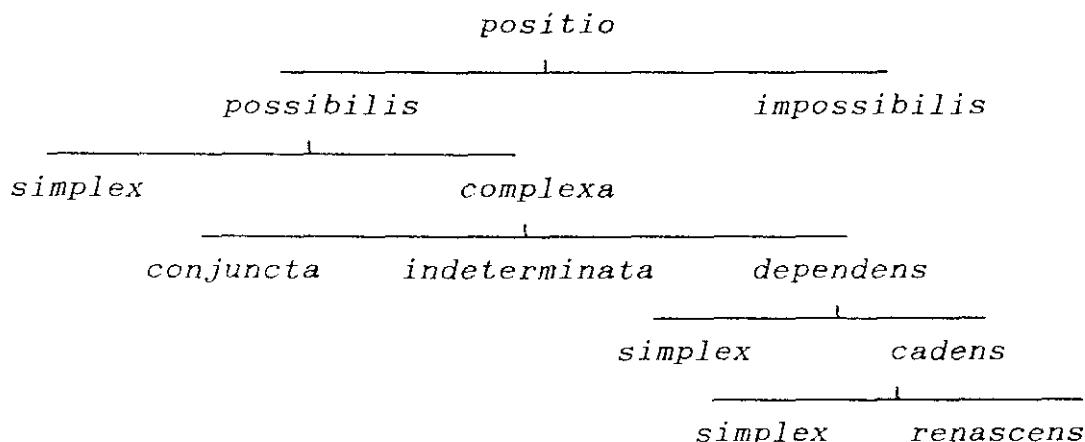 positio
possibilis impossibilis
simplex complexa
conjuncta indeterminata dependens
simplex cadens
simplex renascens